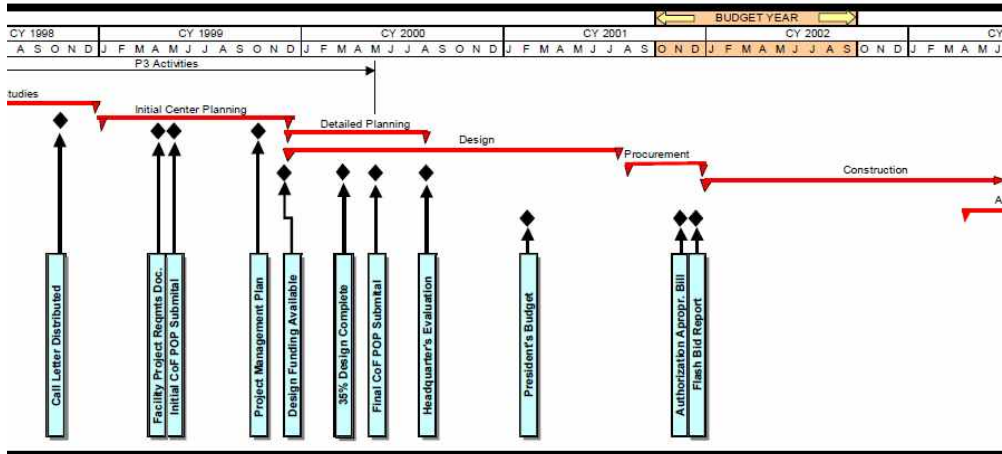 BUDGET YEAR
CY 1998 CY 1999 CY 2000 CY 2001 CY 2002 CY
A S O N D J F M A M J J A S O N D J F M A M J J A S O N D J F M A M J J A S O N D J F M A M J J A S O N D J F M A M J
P3 Activities
tudies
Initial Center Planning
Detailed Planning
Design
Procurement
Construction
A
Call Letter Distributed
Facility Project Reqmts Doc.
Initial CoF POP Submital
Project Management Plan
Design Funding Available
35% Design Complete
Final CoF POP Submital
Headquarter's Evaluation
President's Budget
Authorization Apropr. Bill
Flash Bid Report